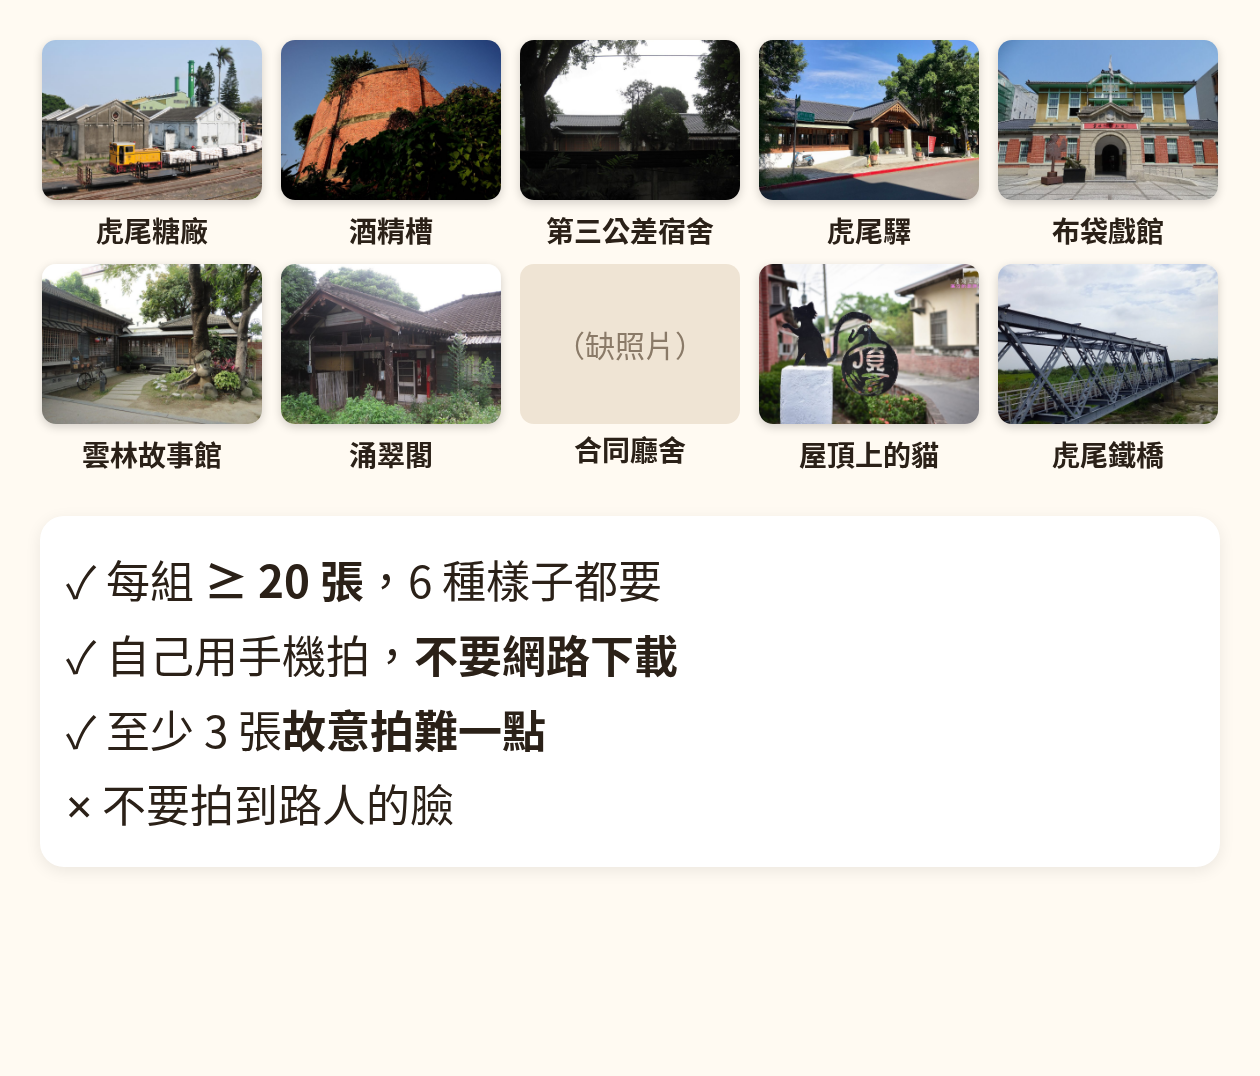 虎尾糖廠
酒精槽
第三公差宿舍
虎尾驛
布袋戲館
頂
雲林故事館
涌翠閣
（缺照片）
合同廳舍
屋頂上的貓
虎尾鐵橋
✓ 每組 ≥ 20 張，6 種樣子都要
✓ 自己用手機拍，不要網路下載
✓ 至少 3 張故意拍難一點
× 不要拍到路人的臉